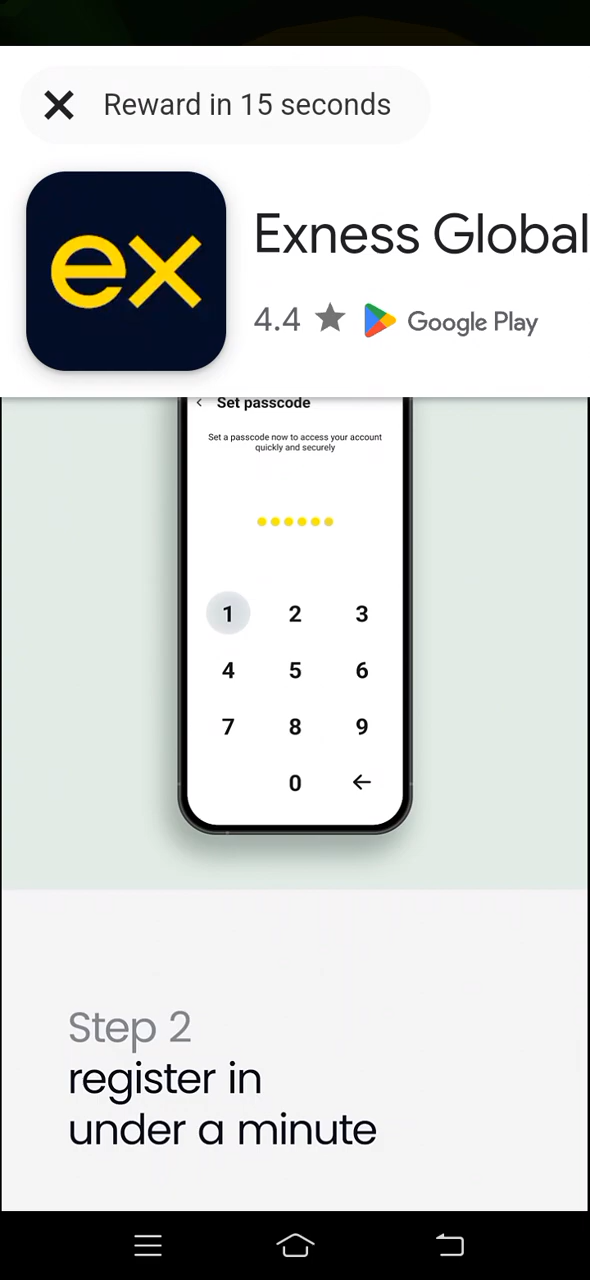 Reward in 15 seconds
ex
Exness Global
4.4 ★ Google Play
Set passcode
Set a passcode now to access your account
quickly and securely
1 2 3
4 5 6
7 8 9
0
Step 2
register in
under a minute